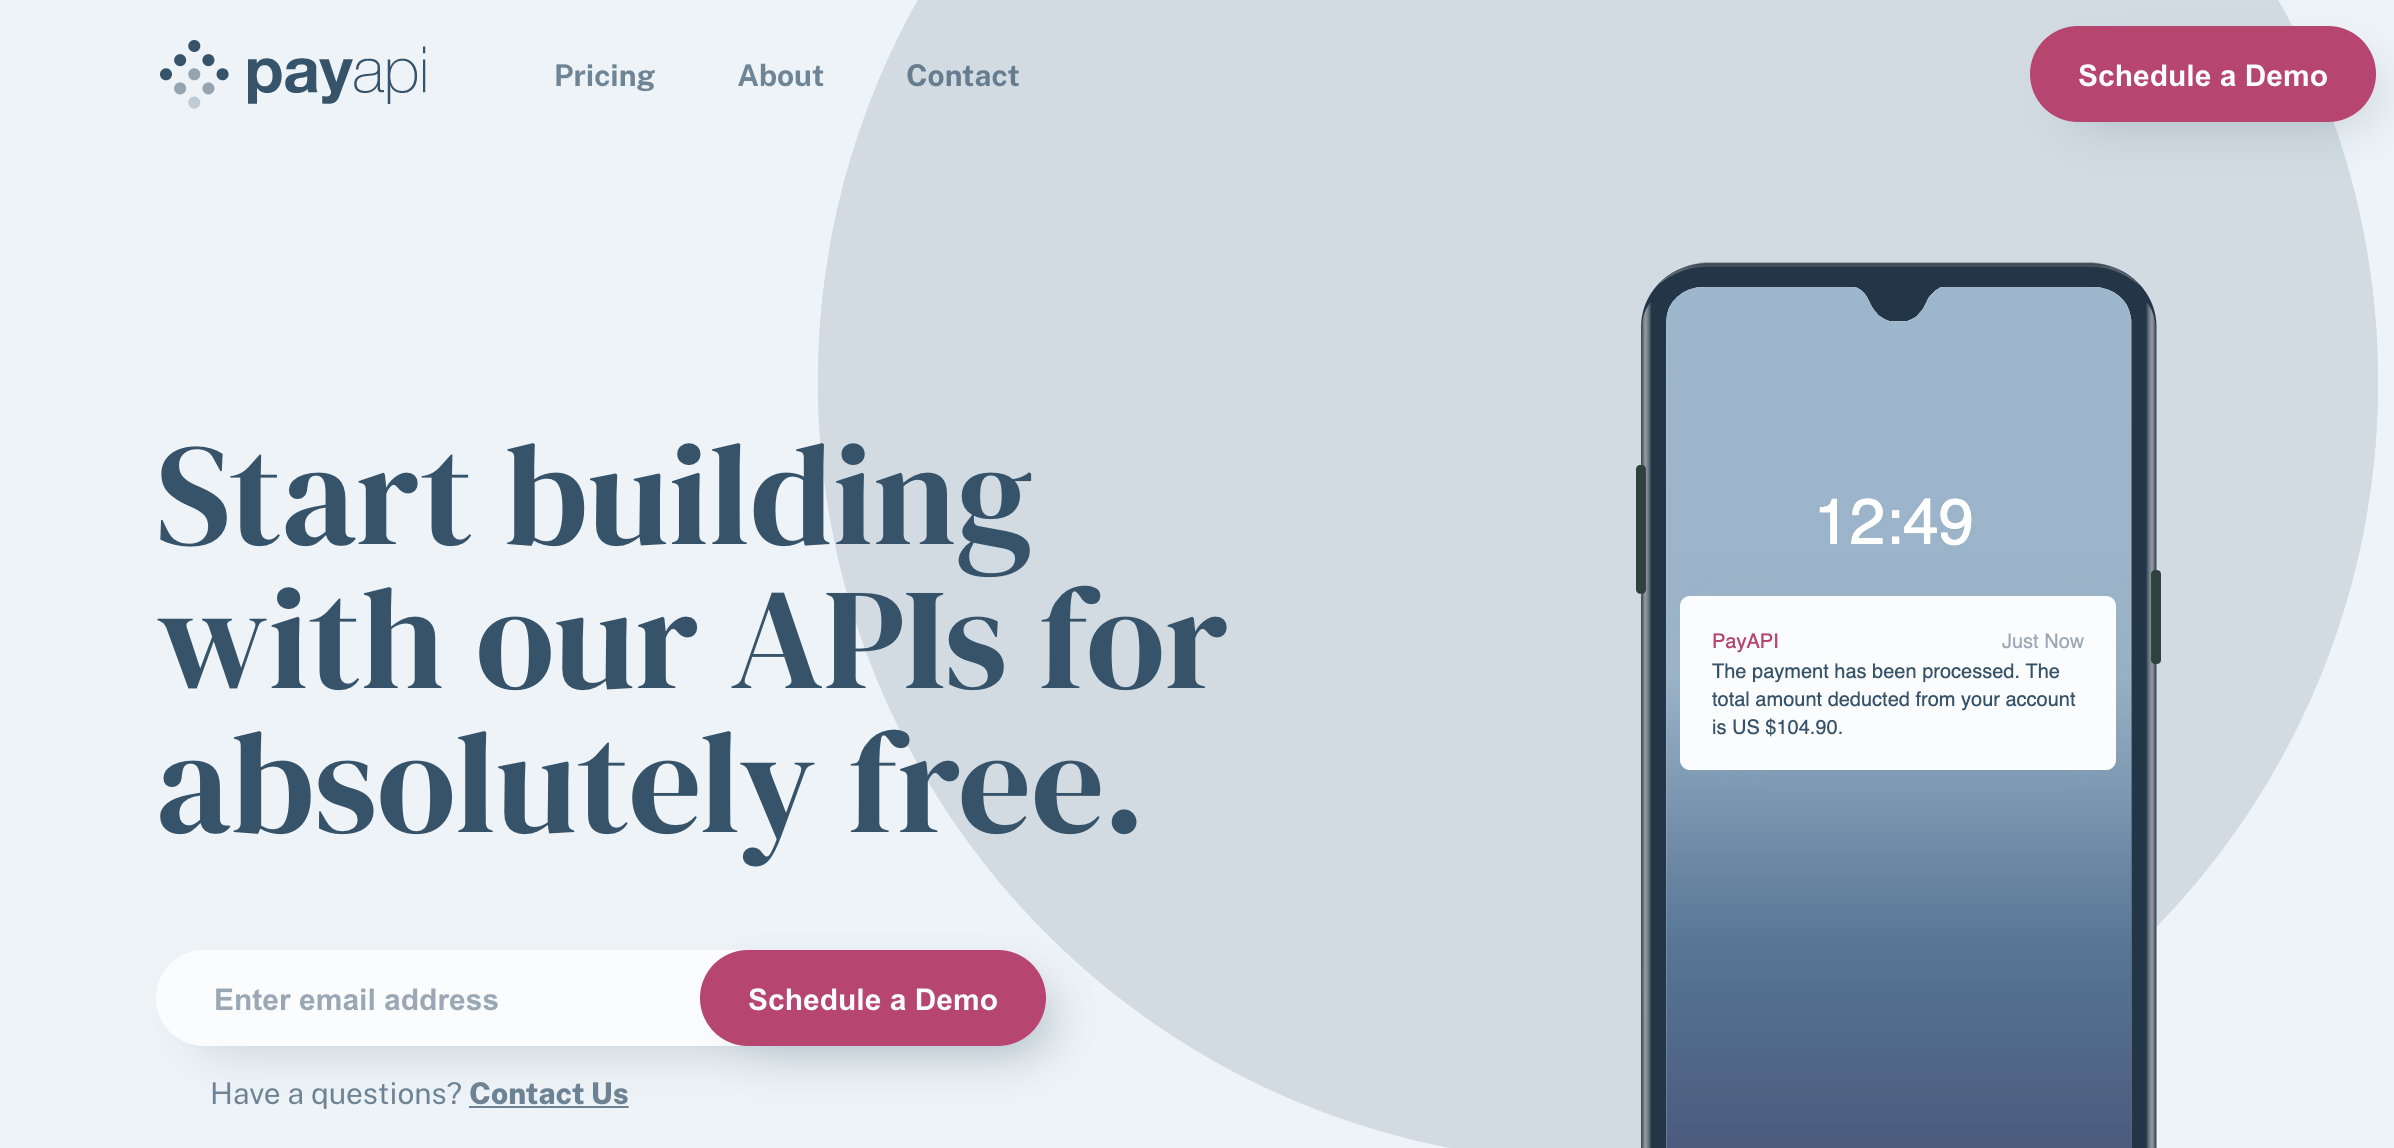 payapi
Pricing
About
Contact
Schedule a Demo
Start building
with our APIs for
absolutely free.
Enter email address
Schedule a Demo
Have a questions? Contact Us
12:49
PayAPI
Just Now
The payment has been processed. The
total amount deducted from your account
is US $104.90.